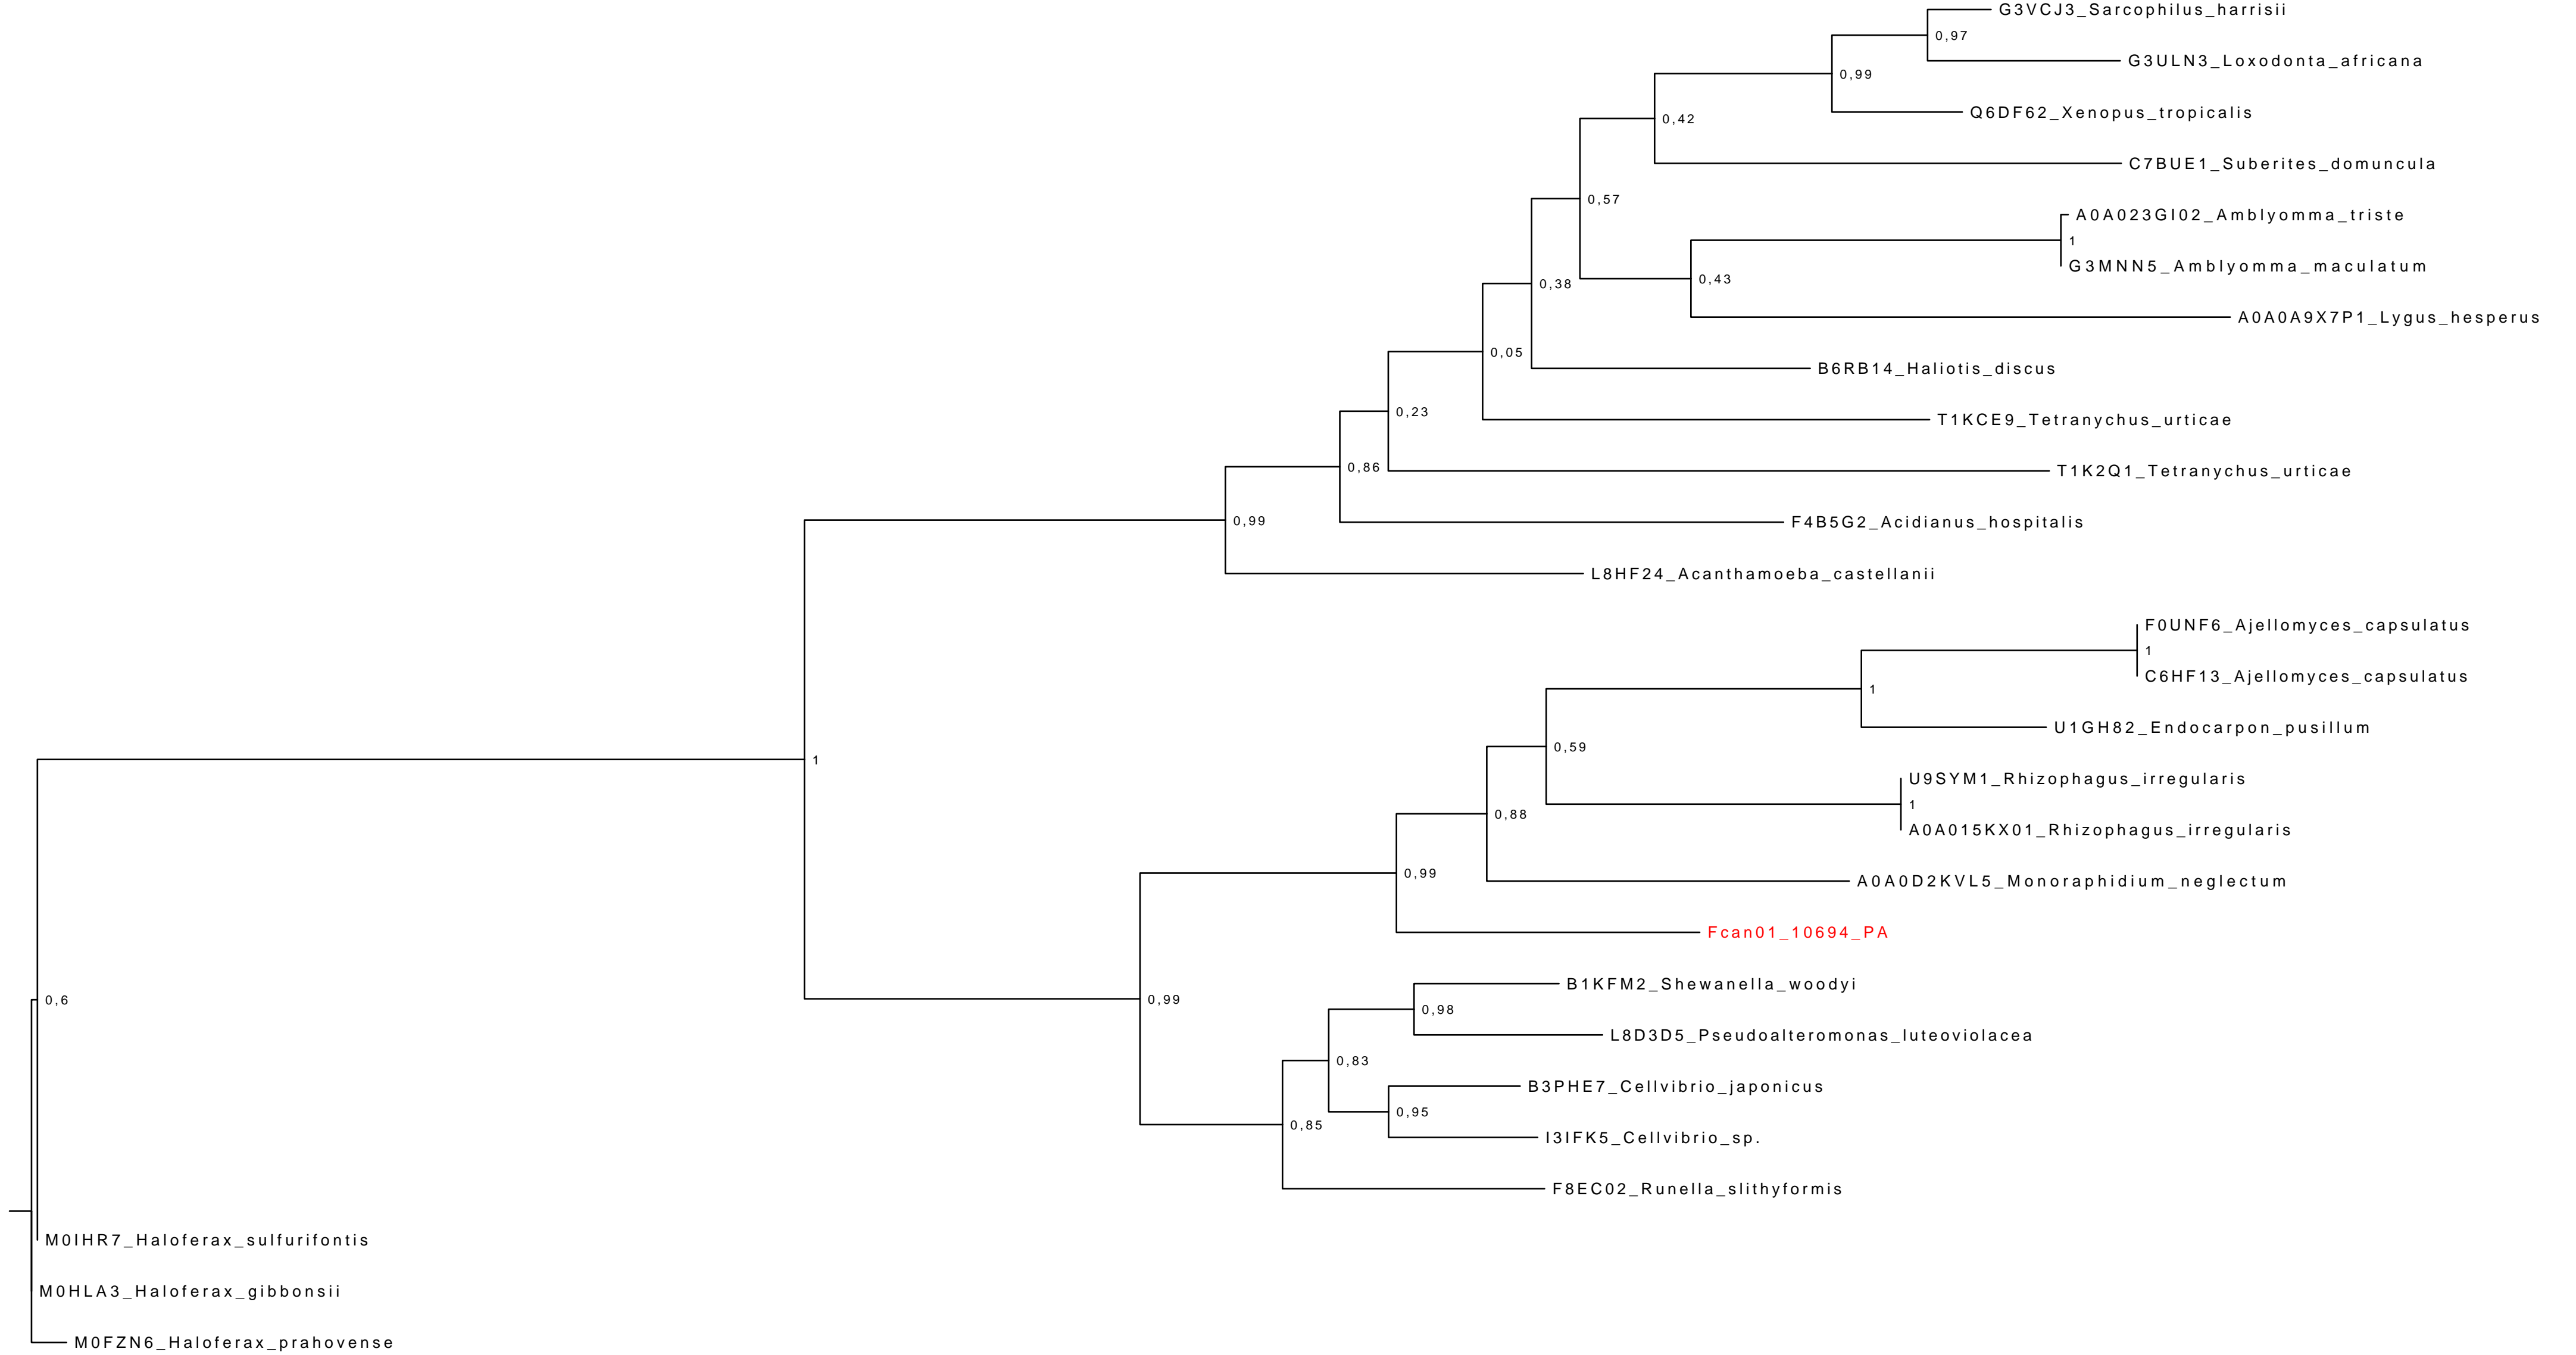 G3VCJ3_Sarcophilus_harrisii
0,97
G3ULN3_Loxodonta_africana
0,99
Q6DF62_Xenopus_tropicalis
0,42
C7BUE1_Suberites_domuncula
0,57
A0A023GI02_Amblyomma_triste
1
G3MNN5_Amblyomma_maculatum
0,43
0,38
A0A0A9X7P1_Lygus_hesperus
0,05
B6RB14_Haliotis_discus
0,23
T1KCE9_Tetranychus_urticae
0,86
T1K2Q1_Tetranychus_urticae
0,99
F4B5G2_Acidianus_hospitalis
L8HF24_Acanthamoeba_castellanii
F0UNF6_Ajellomyces_capsulatus
1
C6HF13_Ajellomyces_capsulatus
1
U1GH82_Endocarpon_pusillum
0,59
1
U9SYM1_Rhizophagus_irregularis
1
0,88
A0A015KX01_Rhizophagus_irregularis
0,99
A0A0D2KVL5_Monoraphidium_neglectum
Fcan01_10694_PA
B1KFM2_Shewanella_woodyi
0,6
0,99
0,98
L8D3D5_Pseudoalteromonas_luteoviolacea
0,83
B3PHE7_Cellvibrio_japonicus
0,95
0,85
I3IFK5_Cellvibrio_sp.
F8EC02_Runella_slithyformis
M0IHR7_Haloferax_sulfurifontis
M0HLA3_Haloferax_gibbonsii
M0FZN6_Haloferax_prahovense